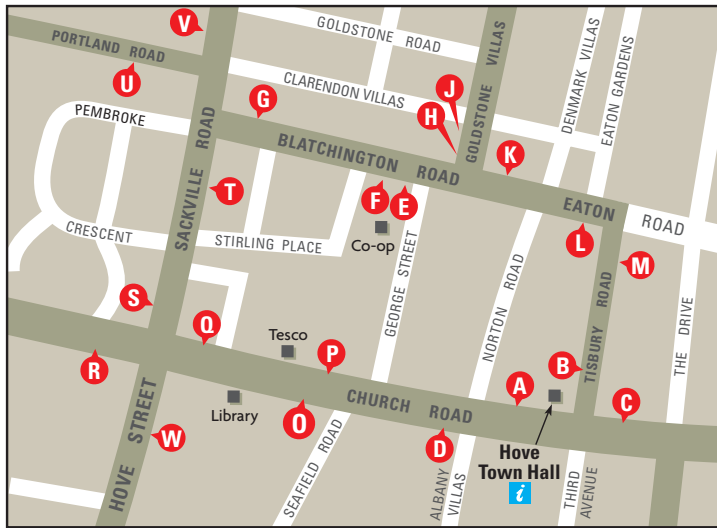 V
GOLDSTONE ROAD
GOLDSTONE VILLAS
DENMARK VILLAS
EATON GARDENS
PORTLAND ROAD
U
CLARENDON VILLAS
G
J
H
PEMBROKE
BLATCHINGTON ROAD
K
SACKVILLE ROAD
T
F
E
EATON ROAD
L
CRESCENT
STIRLING PLACE
Co-op
GEORGE STREET
NORTON ROAD
M
TISBURY ROAD
THE DRIVE
S
Q
Tesco
P
R
B
A
C
Library
O
CHURCH ROAD
HOVE STREET
W
SEAFIELD ROAD
D
ALBANY
VILLAS
Hove
Town Hall
i
THIRD
AVENUE